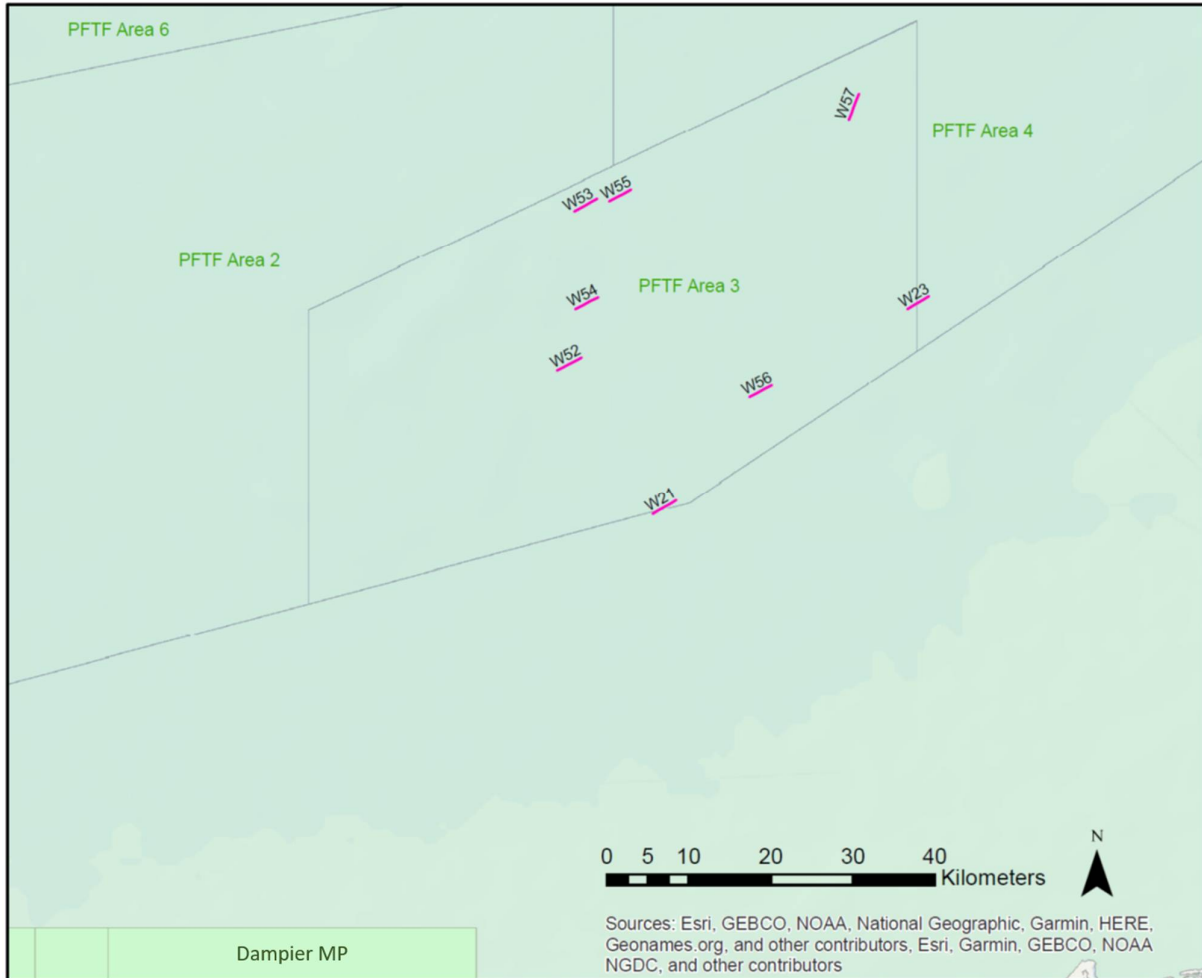 PFTF Area 6
W57
PFTF Area 4
W53
W55
PFTF Area 2
PFTF Area 3
W54
W23
W52
W56
W21
N
0 5 10 20 30 40
Kilometers
Sources: Esri, GEBCO, NOAA, National Geographic, Garmin, HERE,
Geonames.org, and other contributors, Esri, Garmin, GEBCO, NOAA
NGDC, and other contributors
Dampier MP